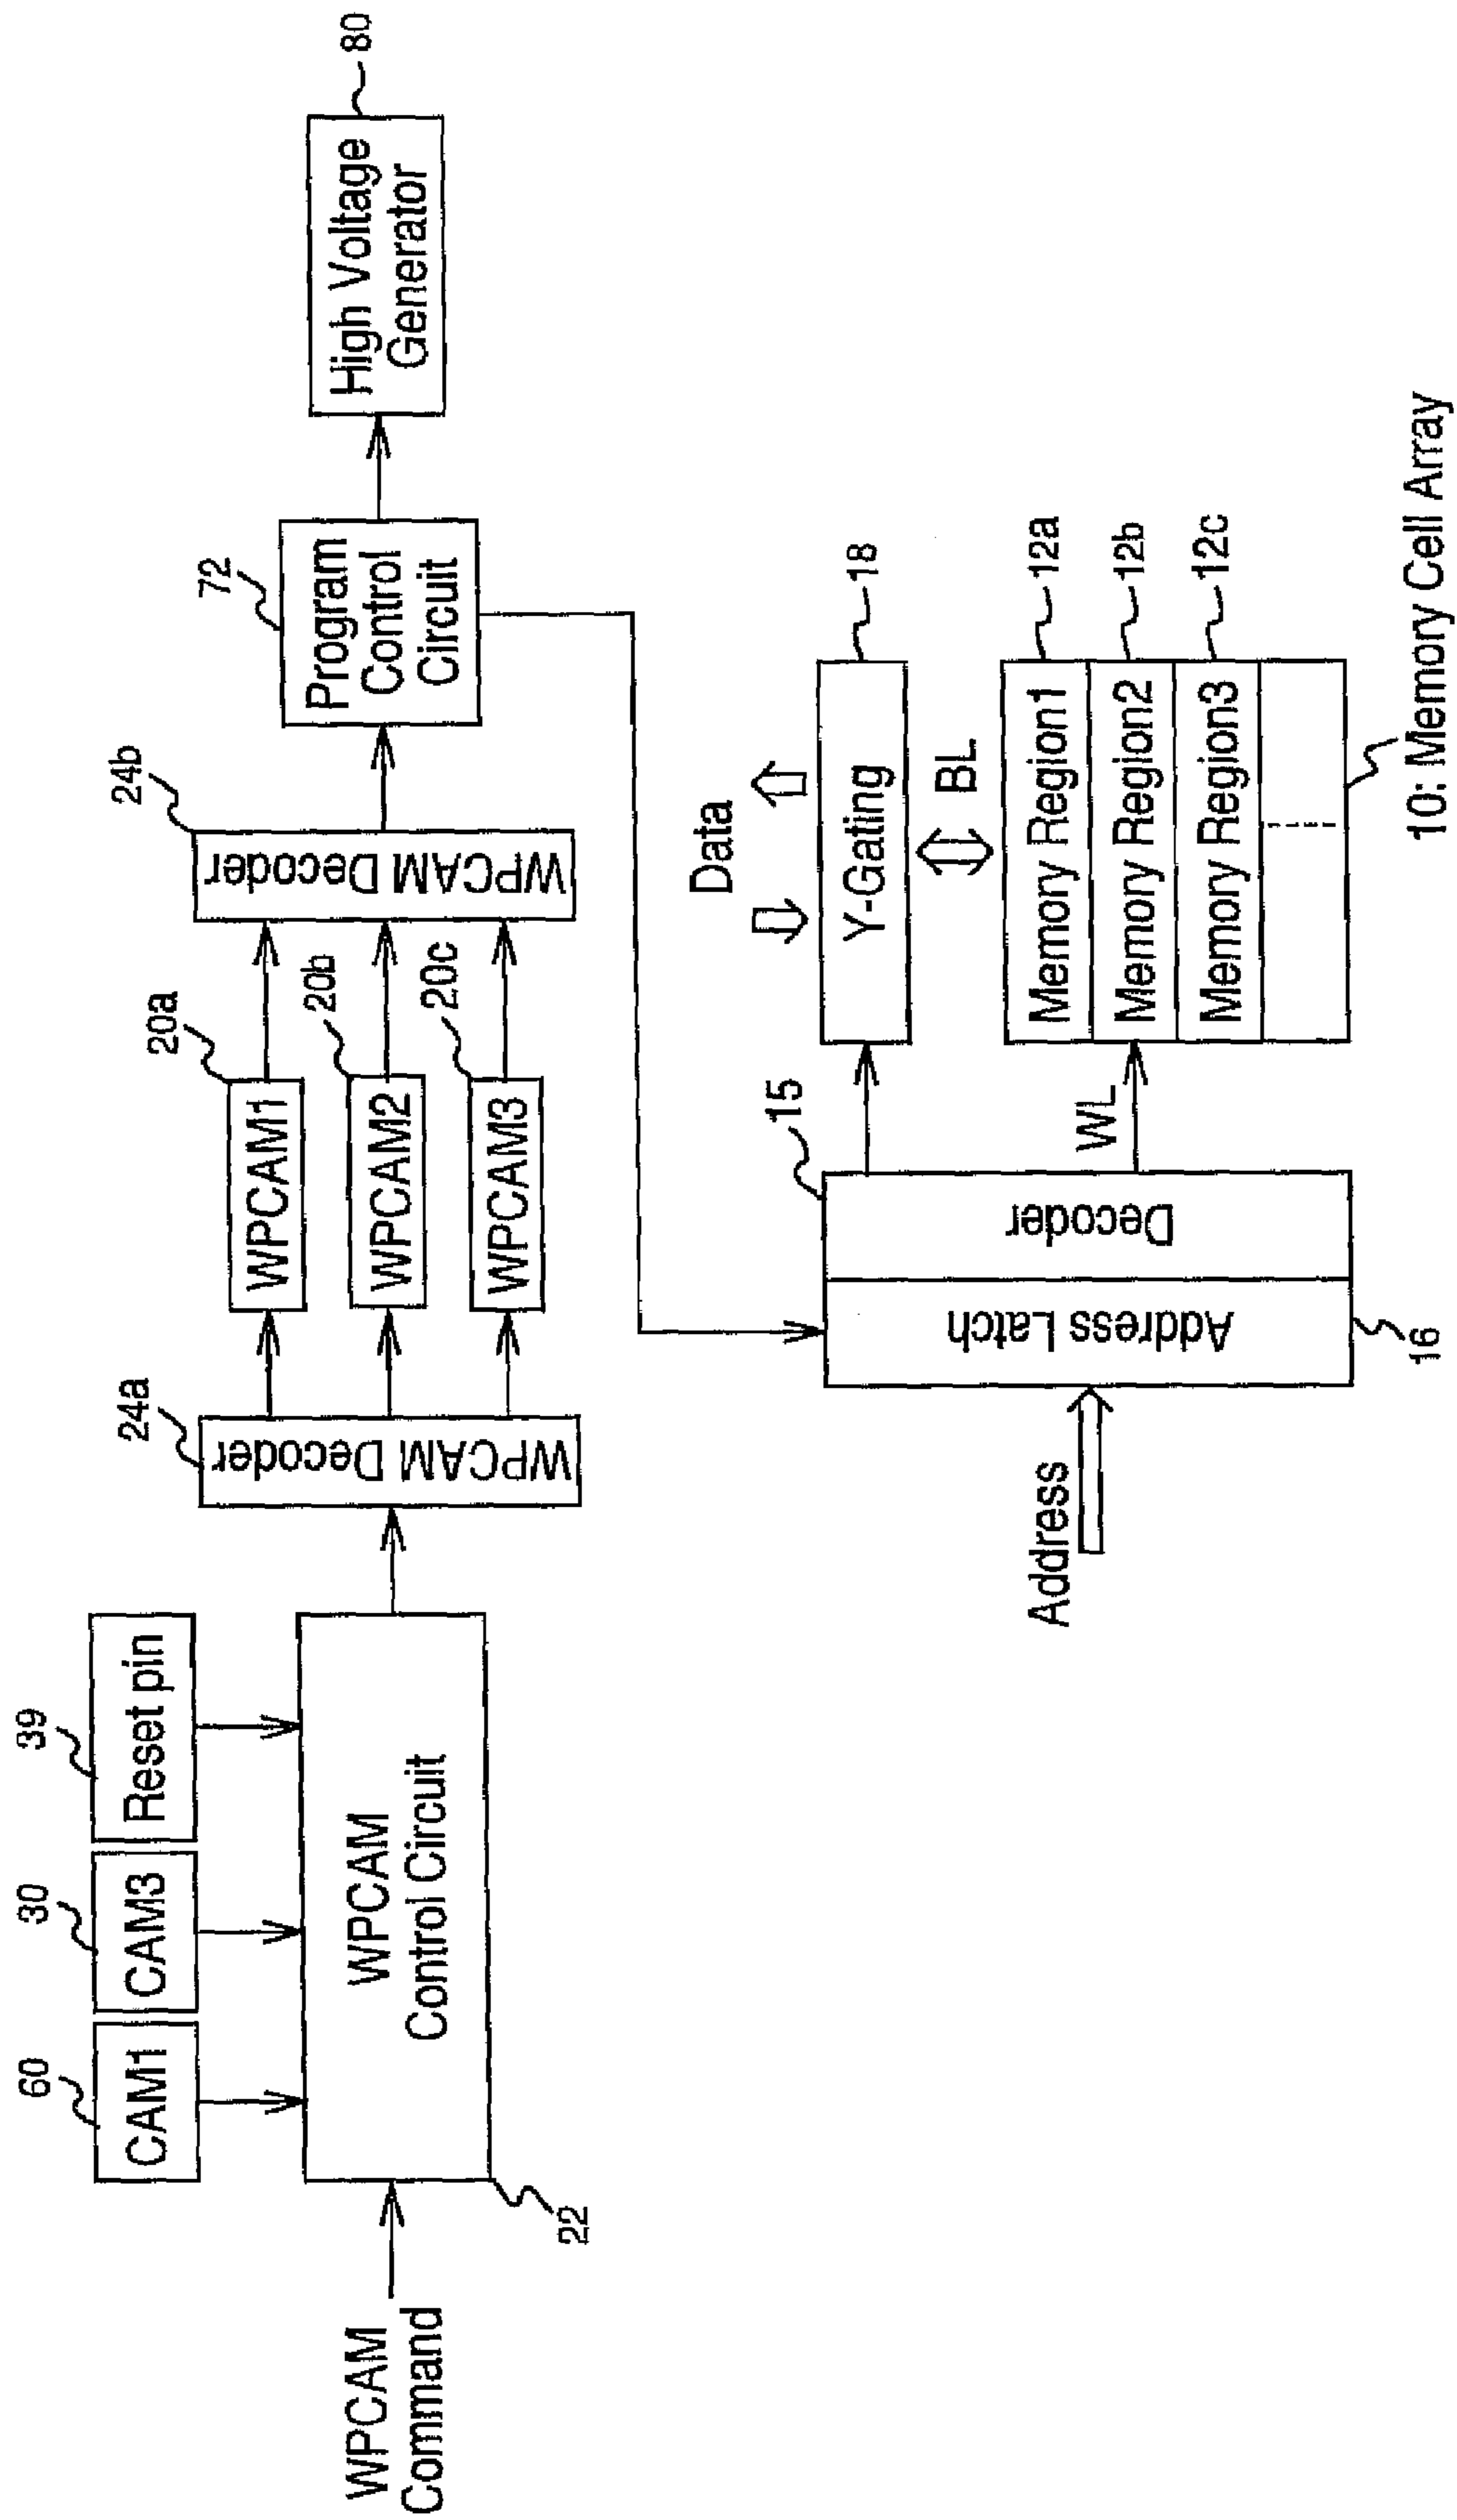 60
CAM1
30
CAM3
39
Reset pin
WPCAM
Command
WPCAM
Control Circuit
22
24a
WPCAM Decoder
20a
WPCAM1
20b
WPCAM2
20c
WPCAM3
24b
WPCAM Decoder
72
Program
Control
Circuit
High Voltage
Generator
80
Address
Address Latch
16
Decoder
15
WL
Data
Y-Gating
18
BL
Memory Region1
12a
Memory Region2
12b
Memory Region3
12c
10: Memory Cell Array